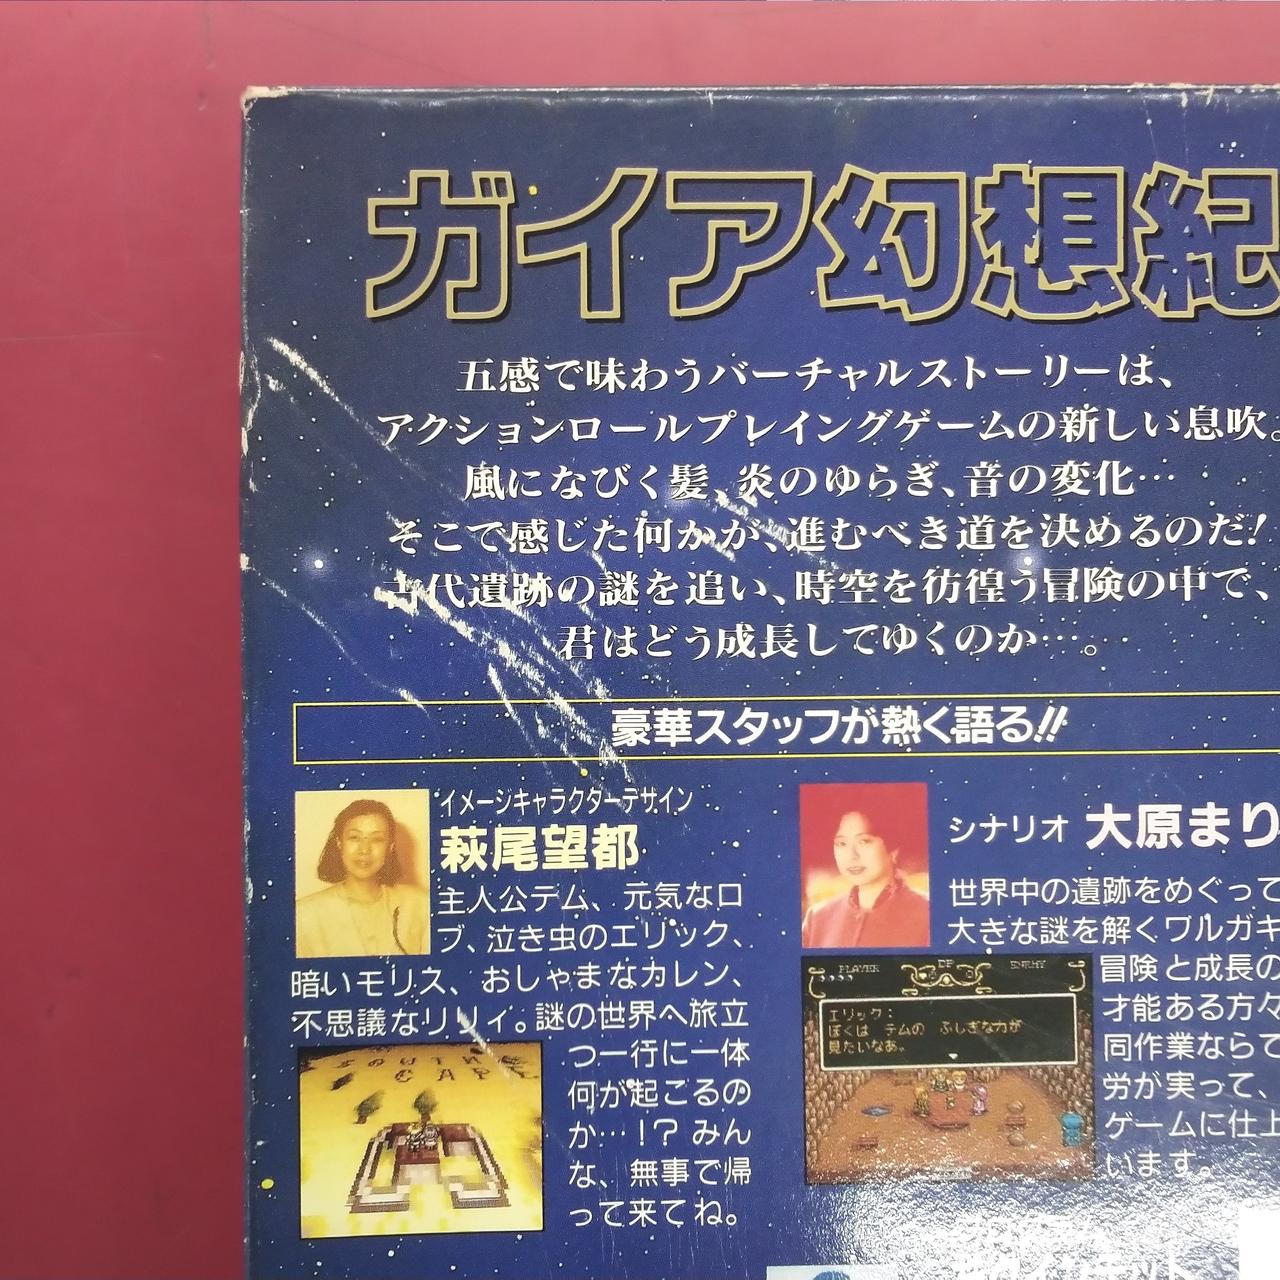 ガイア幻想紀
五感で味わうバーチャルストーリーは、
アクションロールプレイングゲームの新しい息吹。
風になびく髪、炎のゆらぎ、音の変化…
そこで感じた何かが、進むべき道を決めるのだ!
古代遺跡の謎を追い、時空を彷徨う冒険の中で、
君はどう成長してゆくのか…。
豪華スタッフが熱く語る!!
イメージキャラクターデザイン
萩尾望都
主人公テム、元気なロ
ブ、泣き虫のエリック、
暗いモリス、おしゃまなカレン、
不思議なリリィ。謎の世界へ旅立
つ一行に一体
何が起こるの
か…!? みん
な、無事で帰
って来てね。
SOUTH
CAPE
シナリオ 大原まり
世界中の遺跡をめぐって
大きな謎を解くワルガキ
冒険と成長の
才能ある方々
同作業ならで
労が実って、
ゲームに仕上
います。
PLAYER DP ENEMY
エリック:
ぼくは テムの ふしぎな力が
見たいなあ。